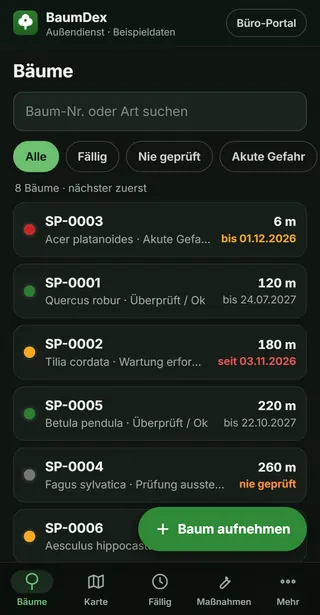 BaumDex
Außendienst · Beispieldaten
Büro-Portal
Bäume
Baum-Nr. oder Art suchen
Alle Fällig Nie geprüft Akute Gefahr
8 Bäume · nächster zuerst
SP-0003 6 m
Acer platanoides · Akute Gefa... bis 01.12.2026
SP-0001 120 m
Quercus robur · Überprüft / Ok bis 24.07.2027
SP-0002 180 m
Tilia cordata · Wartung erfor... seit 03.11.2026
SP-0005 220 m
Betula pendula · Überprüft / Ok bis 22.10.2027
SP-0004 260 m
Fagus sylvatica · Prüfung ausste... nie geprüft
SP-0006
Aesculus hippocast
+ Baum aufnehmen
Bäume Karte Fällig Maßnahmen Mehr